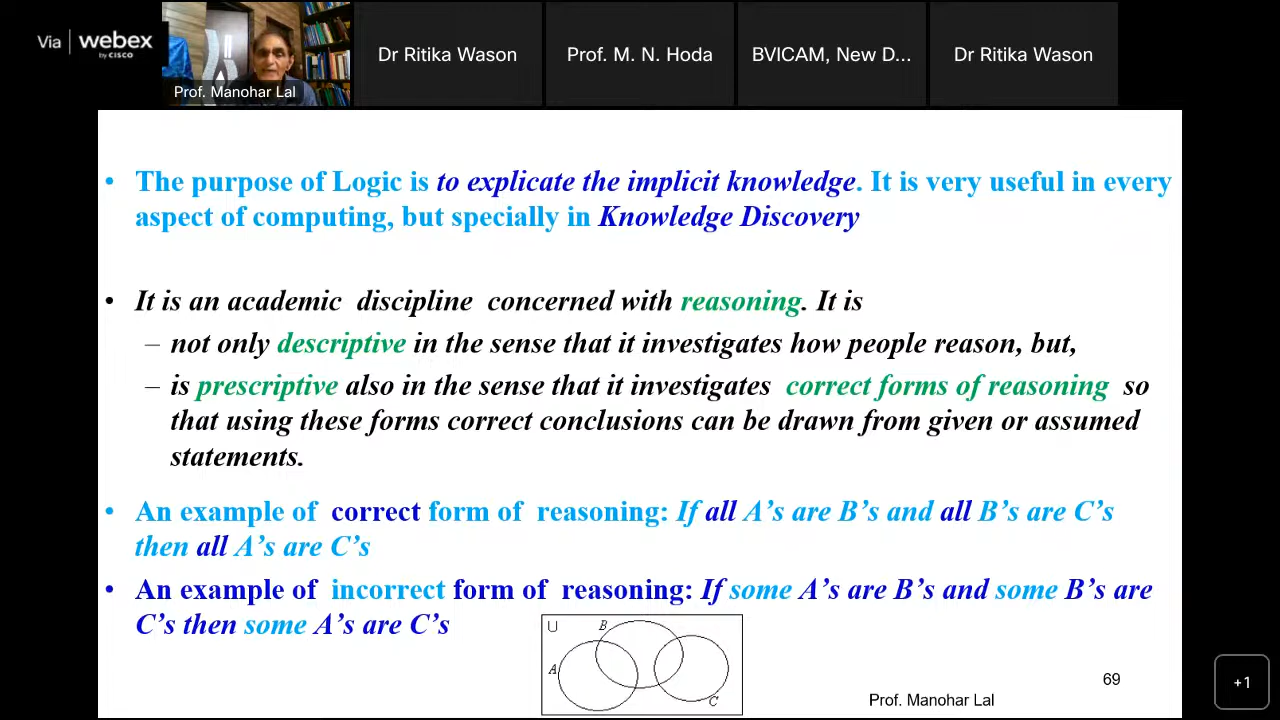 Via | webex
by CISCO
Prof. Manohar Lal
Dr Ritika Wason
Prof. M. N. Hoda
BVICAM, New D...
Dr Ritika Wason
• The purpose of Logic is to explicate the implicit knowledge. It is very useful in every
aspect of computing, but specially in Knowledge Discovery
• It is an academic discipline concerned with reasoning. It is
– not only descriptive in the sense that it investigates how people reason, but,
– is prescriptive also in the sense that it investigates correct forms of reasoning so
that using these forms correct conclusions can be drawn from given or assumed
statements.
• An example of correct form of reasoning: If all A’s are B’s and all B’s are C’s
then all A’s are C’s
• An example of incorrect form of reasoning: If some A’s are B’s and some B’s are
C’s then some A’s are C’s
U
B
A
C
69
Prof. Manohar Lal
+1